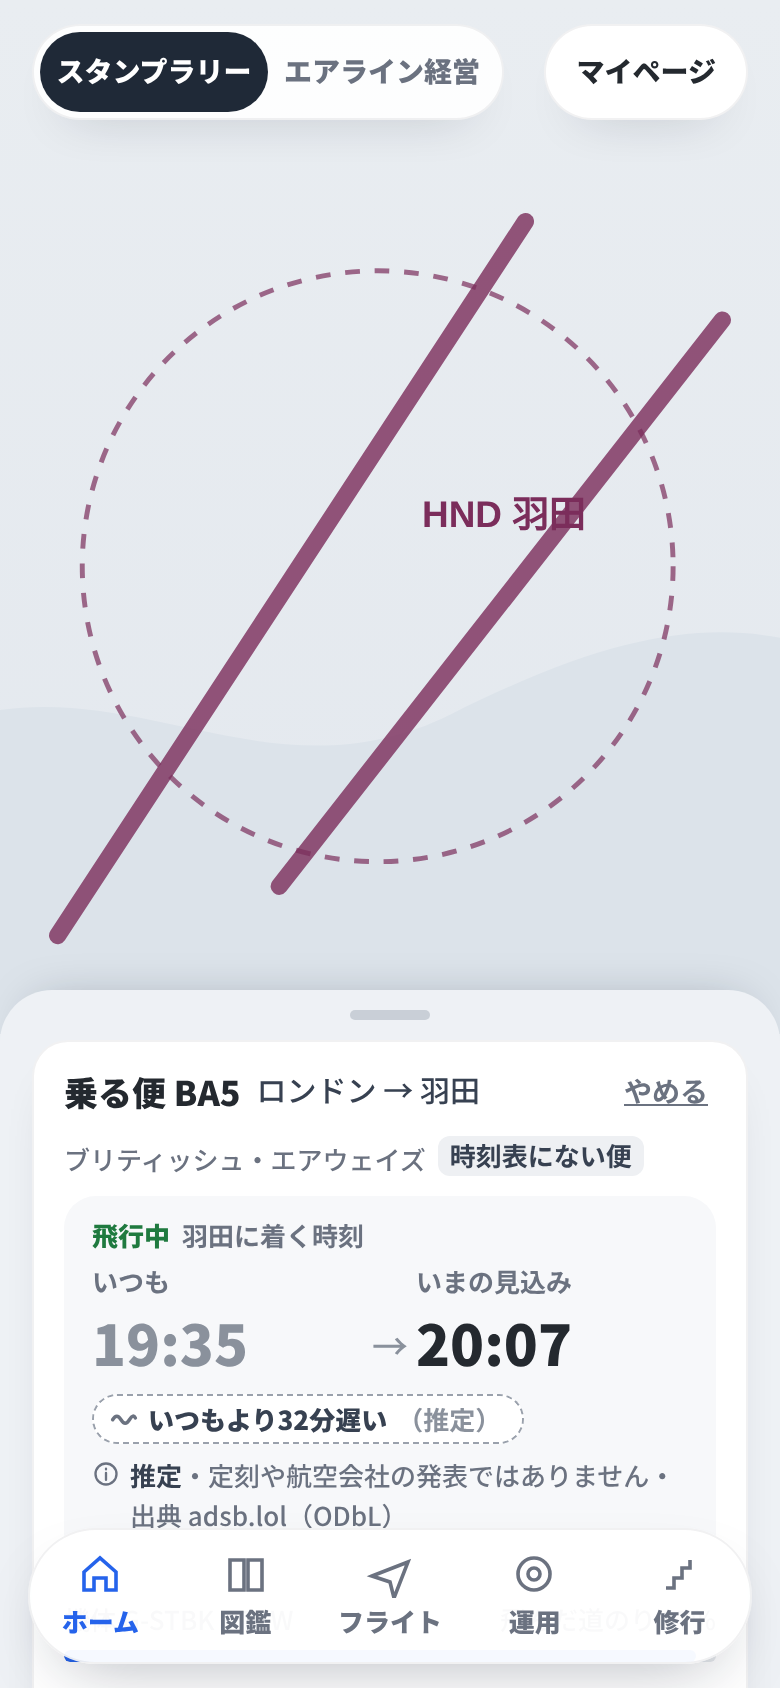 スタンプラリー エアライン経営 マイページ
HND 羽田
乗る便 BA5 ロンドン → 羽田 やめる
ブリティッシュ・エアウェイズ 時刻表にない便
飛行中 羽田に着く時刻
いつも いまの見込み
19:35 → 20:07
いつもより32分遅い （推定）
推定・定刻や航空会社の発表ではありません・
出典 adsb.lol（ODbL）
ホーム 図鑑 フライト 運用 修行